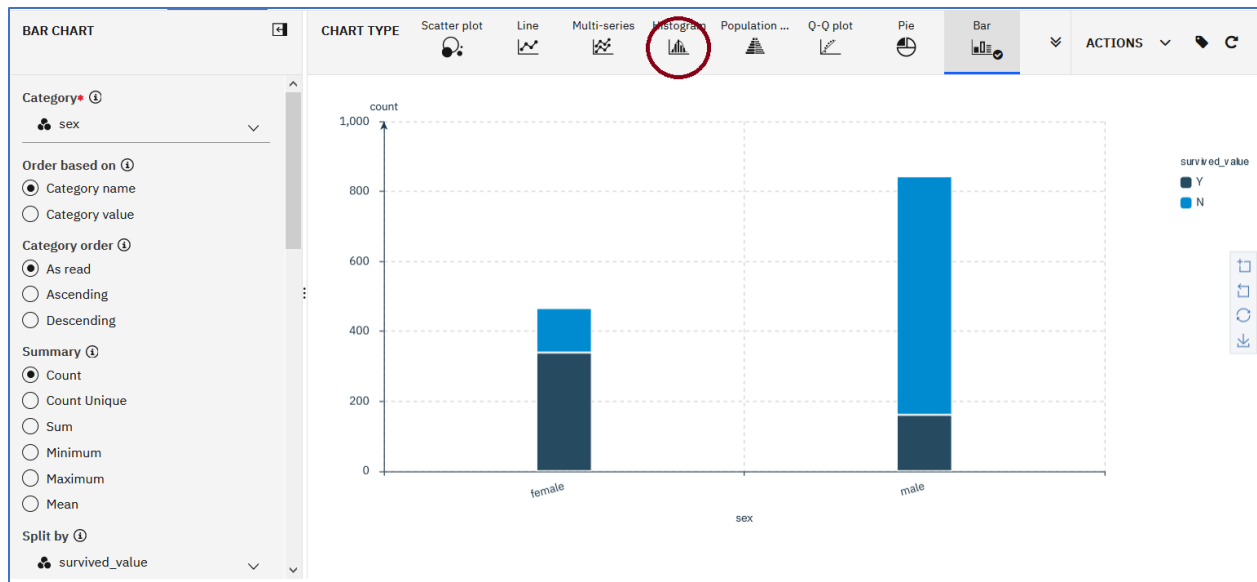 BAR CHART
Category*
sex
Order based on
Category name
Category value
Category order
As read
Ascending
Descending
Summary
Count
Count Unique
Sum
Minimum
Maximum
Mean
Split by
survived_value
CHART TYPE
Scatter plot
Line
Multi-series
Histogram
Population ...
Q-Q plot
Pie
Bar
ACTIONS
count
1,000
800
600
400
200
0
female
male
sex
survived_value
Y
N